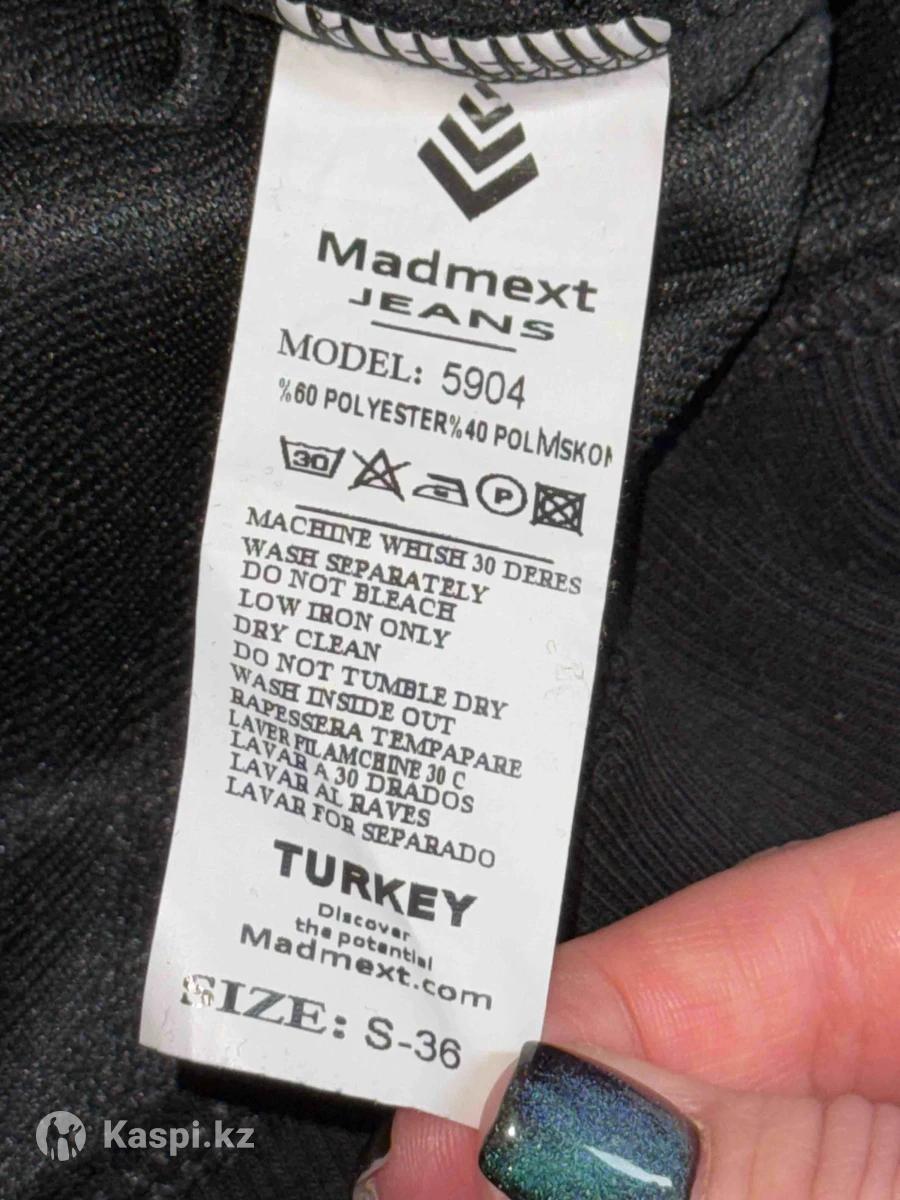 Madmext
JEANS
MODEL: 5904
%60 POLYESTER%40 POLMSKON
30
P
MACHINE WHISH 30 DERES
WASH SEPARATELY
DO NOT BLEACH
LOW IRON ONLY
DRY CLEAN
DO NOT TUMBLE DRY
WASH INSIDE OUT
RAPESSERA TEMPAPARE
LAVER FILAMCHINE 30 C
LAVAR A 30 DRADOS
LAVAR AL RAVES
LAVAR FOR SEPARADO
TURKEY
Discover
the potential
Madmext.com
SIZE: S-36
Kaspi.kz